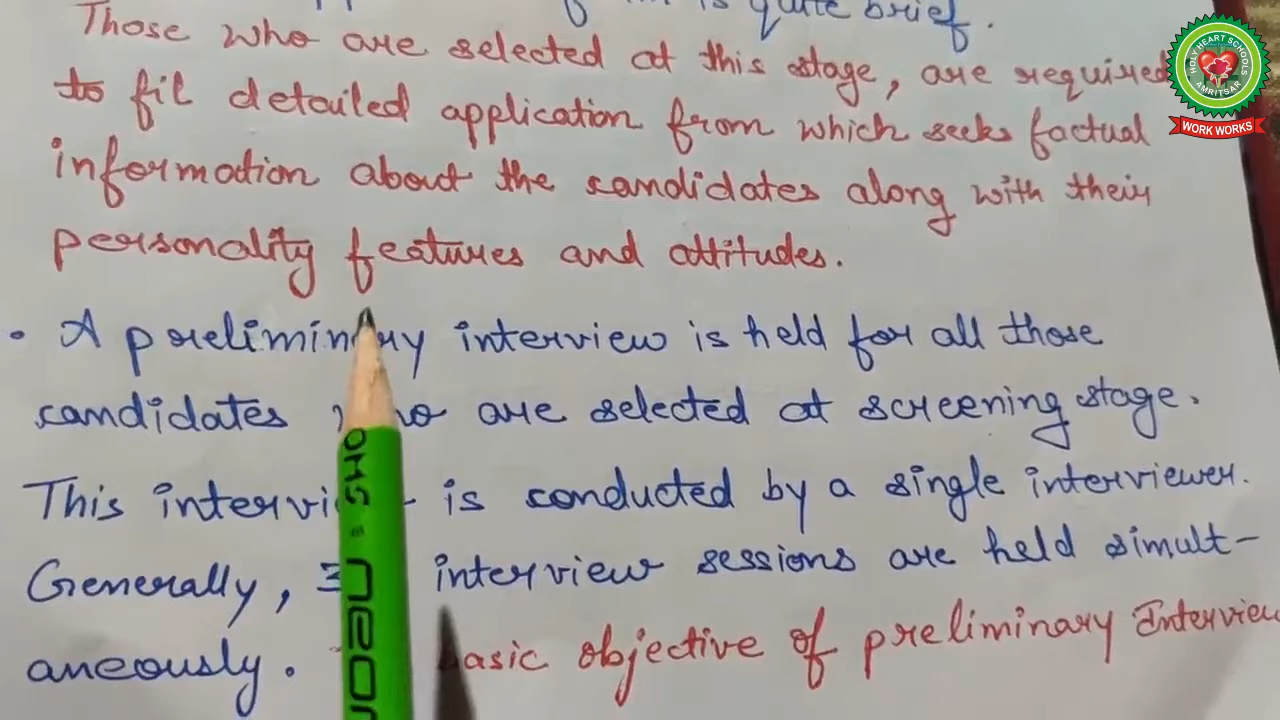 is quite brief.
Those who are selected at this stage, are required
to fil detailed application from which seeks factual
information about the candidates along with their
personality features and attitudes.
• A preliminary interview is held for all those
candidates who are selected at screening stage.
This interview is conducted by a single interviewer.
Generally, interview sessions are held simult-
aneously. basic objective of preliminary Interview
HOLY HEART SCHOOLS
AMRITSAR
WORK WORKS
OHS neon